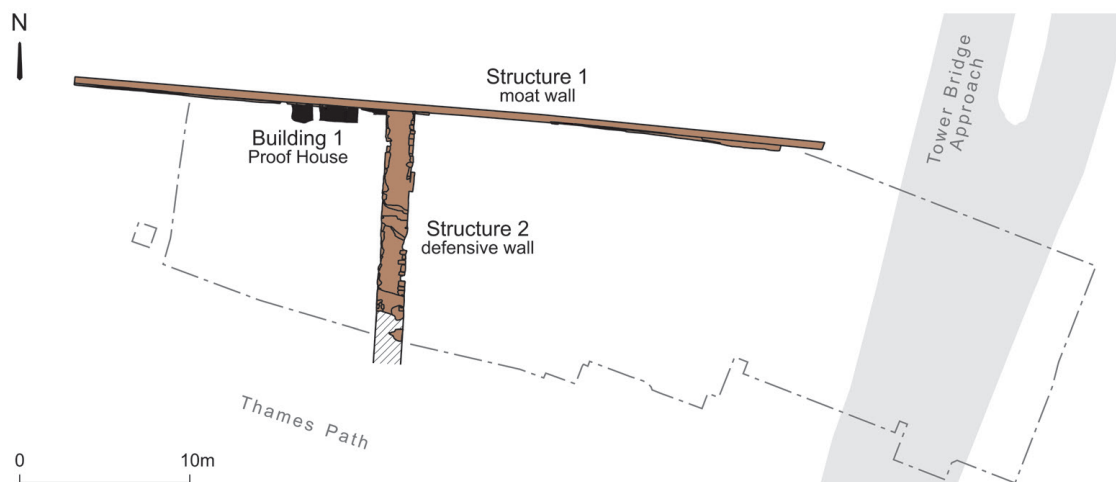 N
Structure 1
moat wall
Building 1
Proof House
Structure 2
defensive wall
Tower Bridge
Approach
Thames Path
0
10m